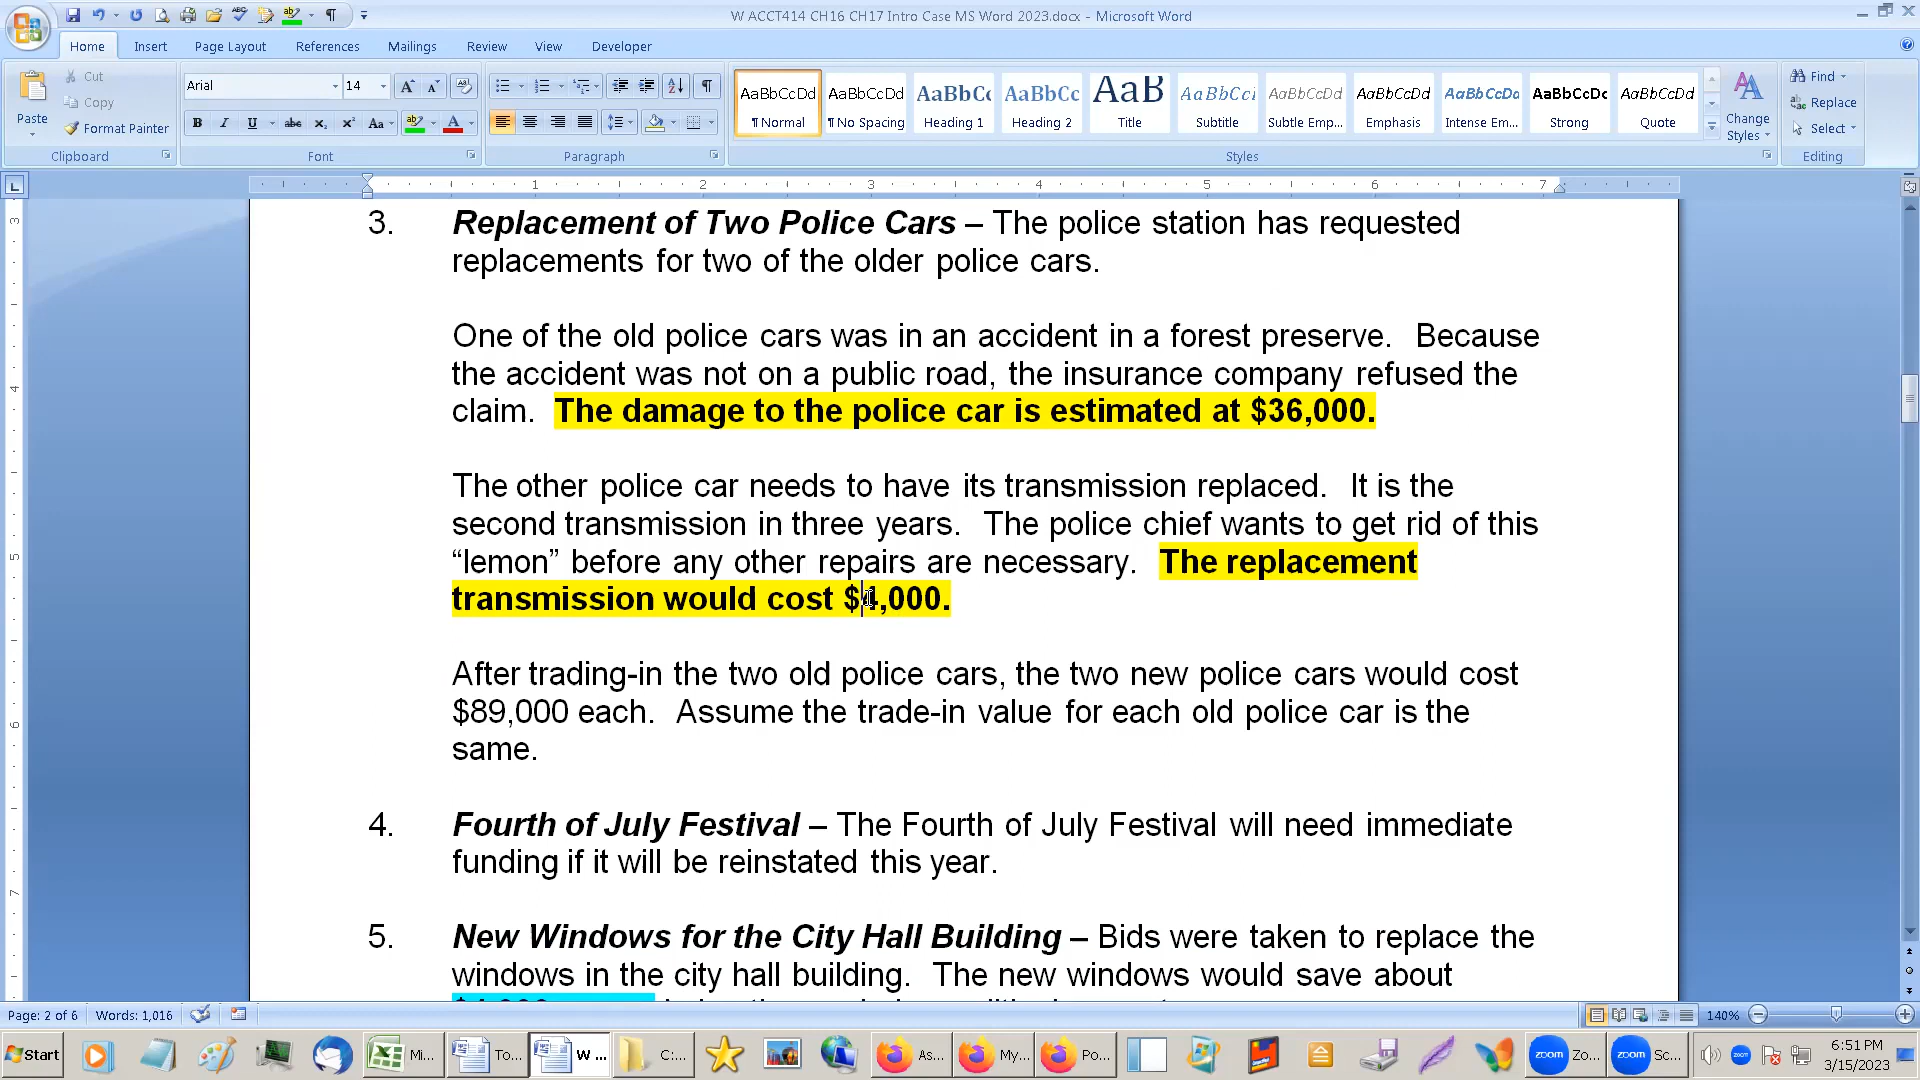 W ACCT414 CH16 CH17 Intro Case MS Word 2023.docx - Microsoft Word
Home Insert Page Layout References Mailings Review View Developer
Cut
Copy
Format Painter
Paste
Clipboard
Arial 14
Font
Paragraph
AaBbCcDd AaBbCcDd AaBbCc AaBbCc AaB AaBbCci AaBbCcDd AaBbCcDd AaBbCcDd AaBbCcDc AaBbCcDd
¶ Normal ¶ No Spacing Heading 1 Heading 2 Title Subtitle Subtle Emp... Emphasis Intense Em... Strong Quote
Change Styles
Styles
Find
Replace
Select
Editing
1 2 3 4 5 6 7
3. Replacement of Two Police Cars – The police station has requested
replacements for two of the older police cars.
One of the old police cars was in an accident in a forest preserve. Because
the accident was not on a public road, the insurance company refused the
claim. The damage to the police car is estimated at $36,000.
The other police car needs to have its transmission replaced. It is the
second transmission in three years. The police chief wants to get rid of this
“lemon” before any other repairs are necessary. The replacement
transmission would cost $4,000.
After trading-in the two old police cars, the two new police cars would cost
$89,000 each. Assume the trade-in value for each old police car is the
same.
4. Fourth of July Festival – The Fourth of July Festival will need immediate
funding if it will be reinstated this year.
5. New Windows for the City Hall Building – Bids were taken to replace the
windows in the city hall building. The new windows would save about
Page: 2 of 6 Words: 1,016 140%
Start Mi... To... W ... C:... As... My... Po... Zo... Sc... 6:51 PM
3/15/2023